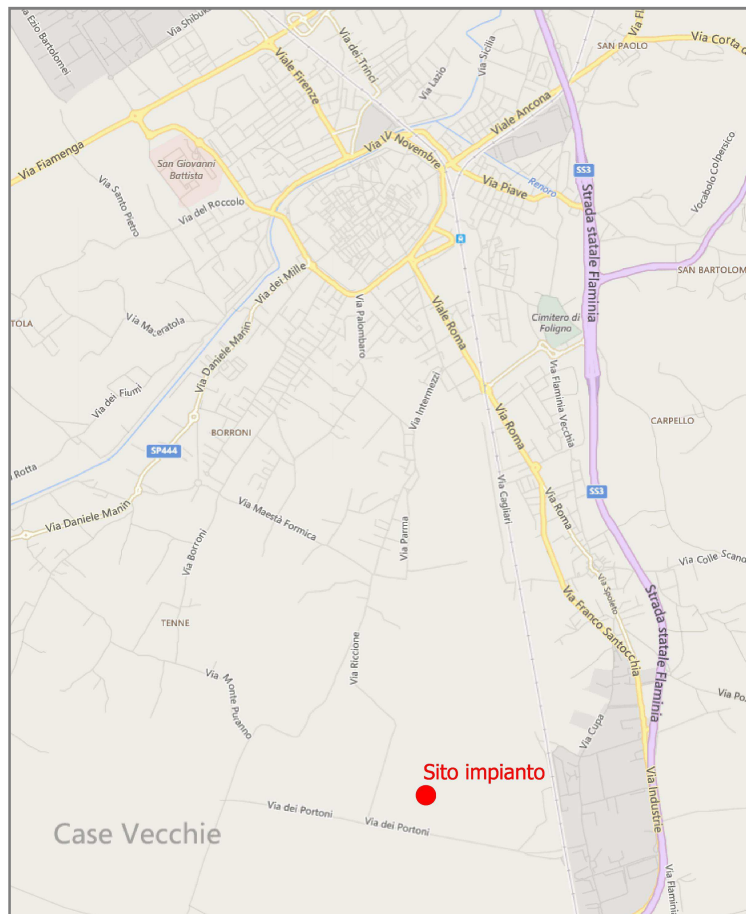 Via Ezio Bartolomei
Via Shibuka
Viale Firenze
Via dei Trinci
Via Lazio
Via Sicilia
SAN PAOLO
Via Corta d
Via Fiamenga
San Giovanni
Battista
Via IV Novembre
Viale Ancona
SS3
Via Santo Pietro
Via del Roccolo
Via Piave
Renoro
Strada statale Flaminia
Vocabolo Colpersico
SAN BARTOLOM
Via dei Mille
TOLA
Via Maceratola
Via Palombaro
Viale Roma
Cimitero di
Foligno
Via Daniele Manin
Via dei Fiumi
Via Intermezzi
Via Flaminia Vecchia
CARPELLO
BORRONI
SP444
Via Roma
i Rotta
Via Cagliari
SS3
Via Daniele Manin
Via Maestà Formica
Via Roma
Via Borroni
Via Parma
Via Colle Scand
Via Spoleto
Strada statale Flaminia
Via Franco Santocchia
TENNE
Via Riccione
Via Monte Puranno
Via Cupa
Sito impianto
Via Industrie
Via dei Portoni
Via dei Portoni
Case Vecchie
Via Flaminia